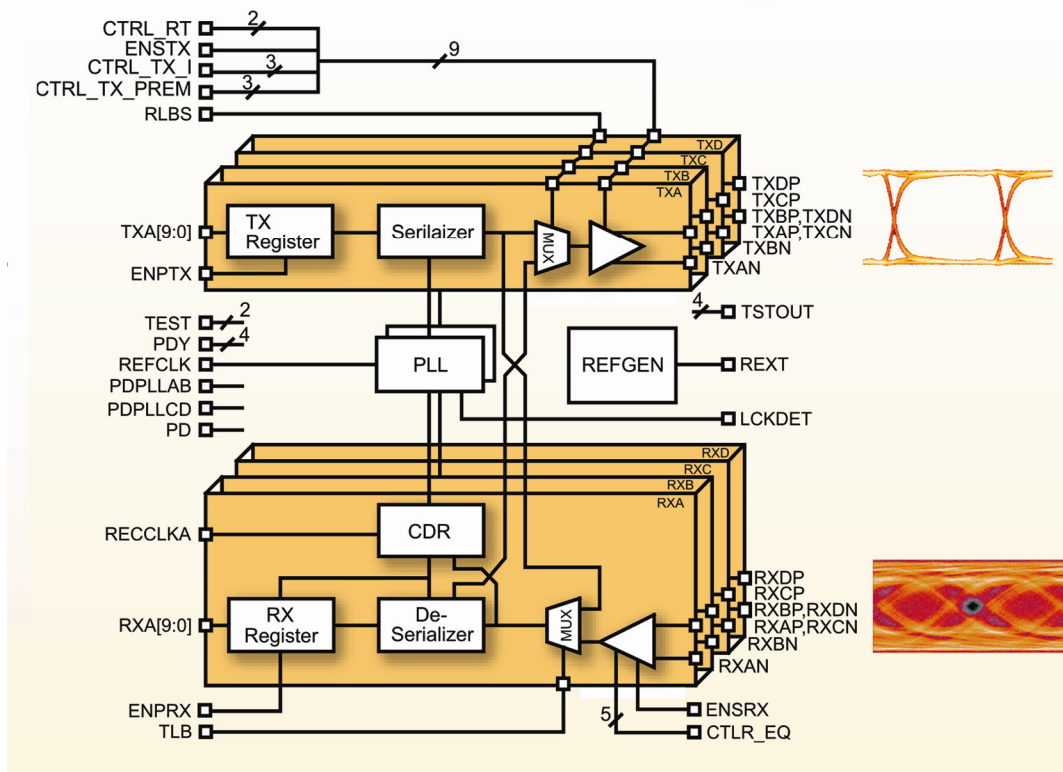 CTRL_RT
2
ENSTX
CTRL_TX_I
3
9
CTRL_TX_PREM
3
RLBS
TXD
TXC
TXB
TXA
TXDP
TXCP
TXBP,TXDN
TXAP,TXCN
TXBN
TXAN
TXA[9:0]
TX
Register
Serilaizer
MUX
ENPTX
TEST
2
PDY
4
REFCLK
PDPLLAB
PDPLLCD
PD
PLL
REFGEN
4
TSTOUT
REXT
LCKDET
RXD
RXC
RXB
RXA
RECCLKA
CDR
RXDP
RXCP
RXBP,RXDN
RXAP,RXCN
RXBN
RXAN
RXA[9:0]
RX
Register
De-
Serializer
MUX
ENPRX
TLB
5
ENSRX
CTLR_EQ